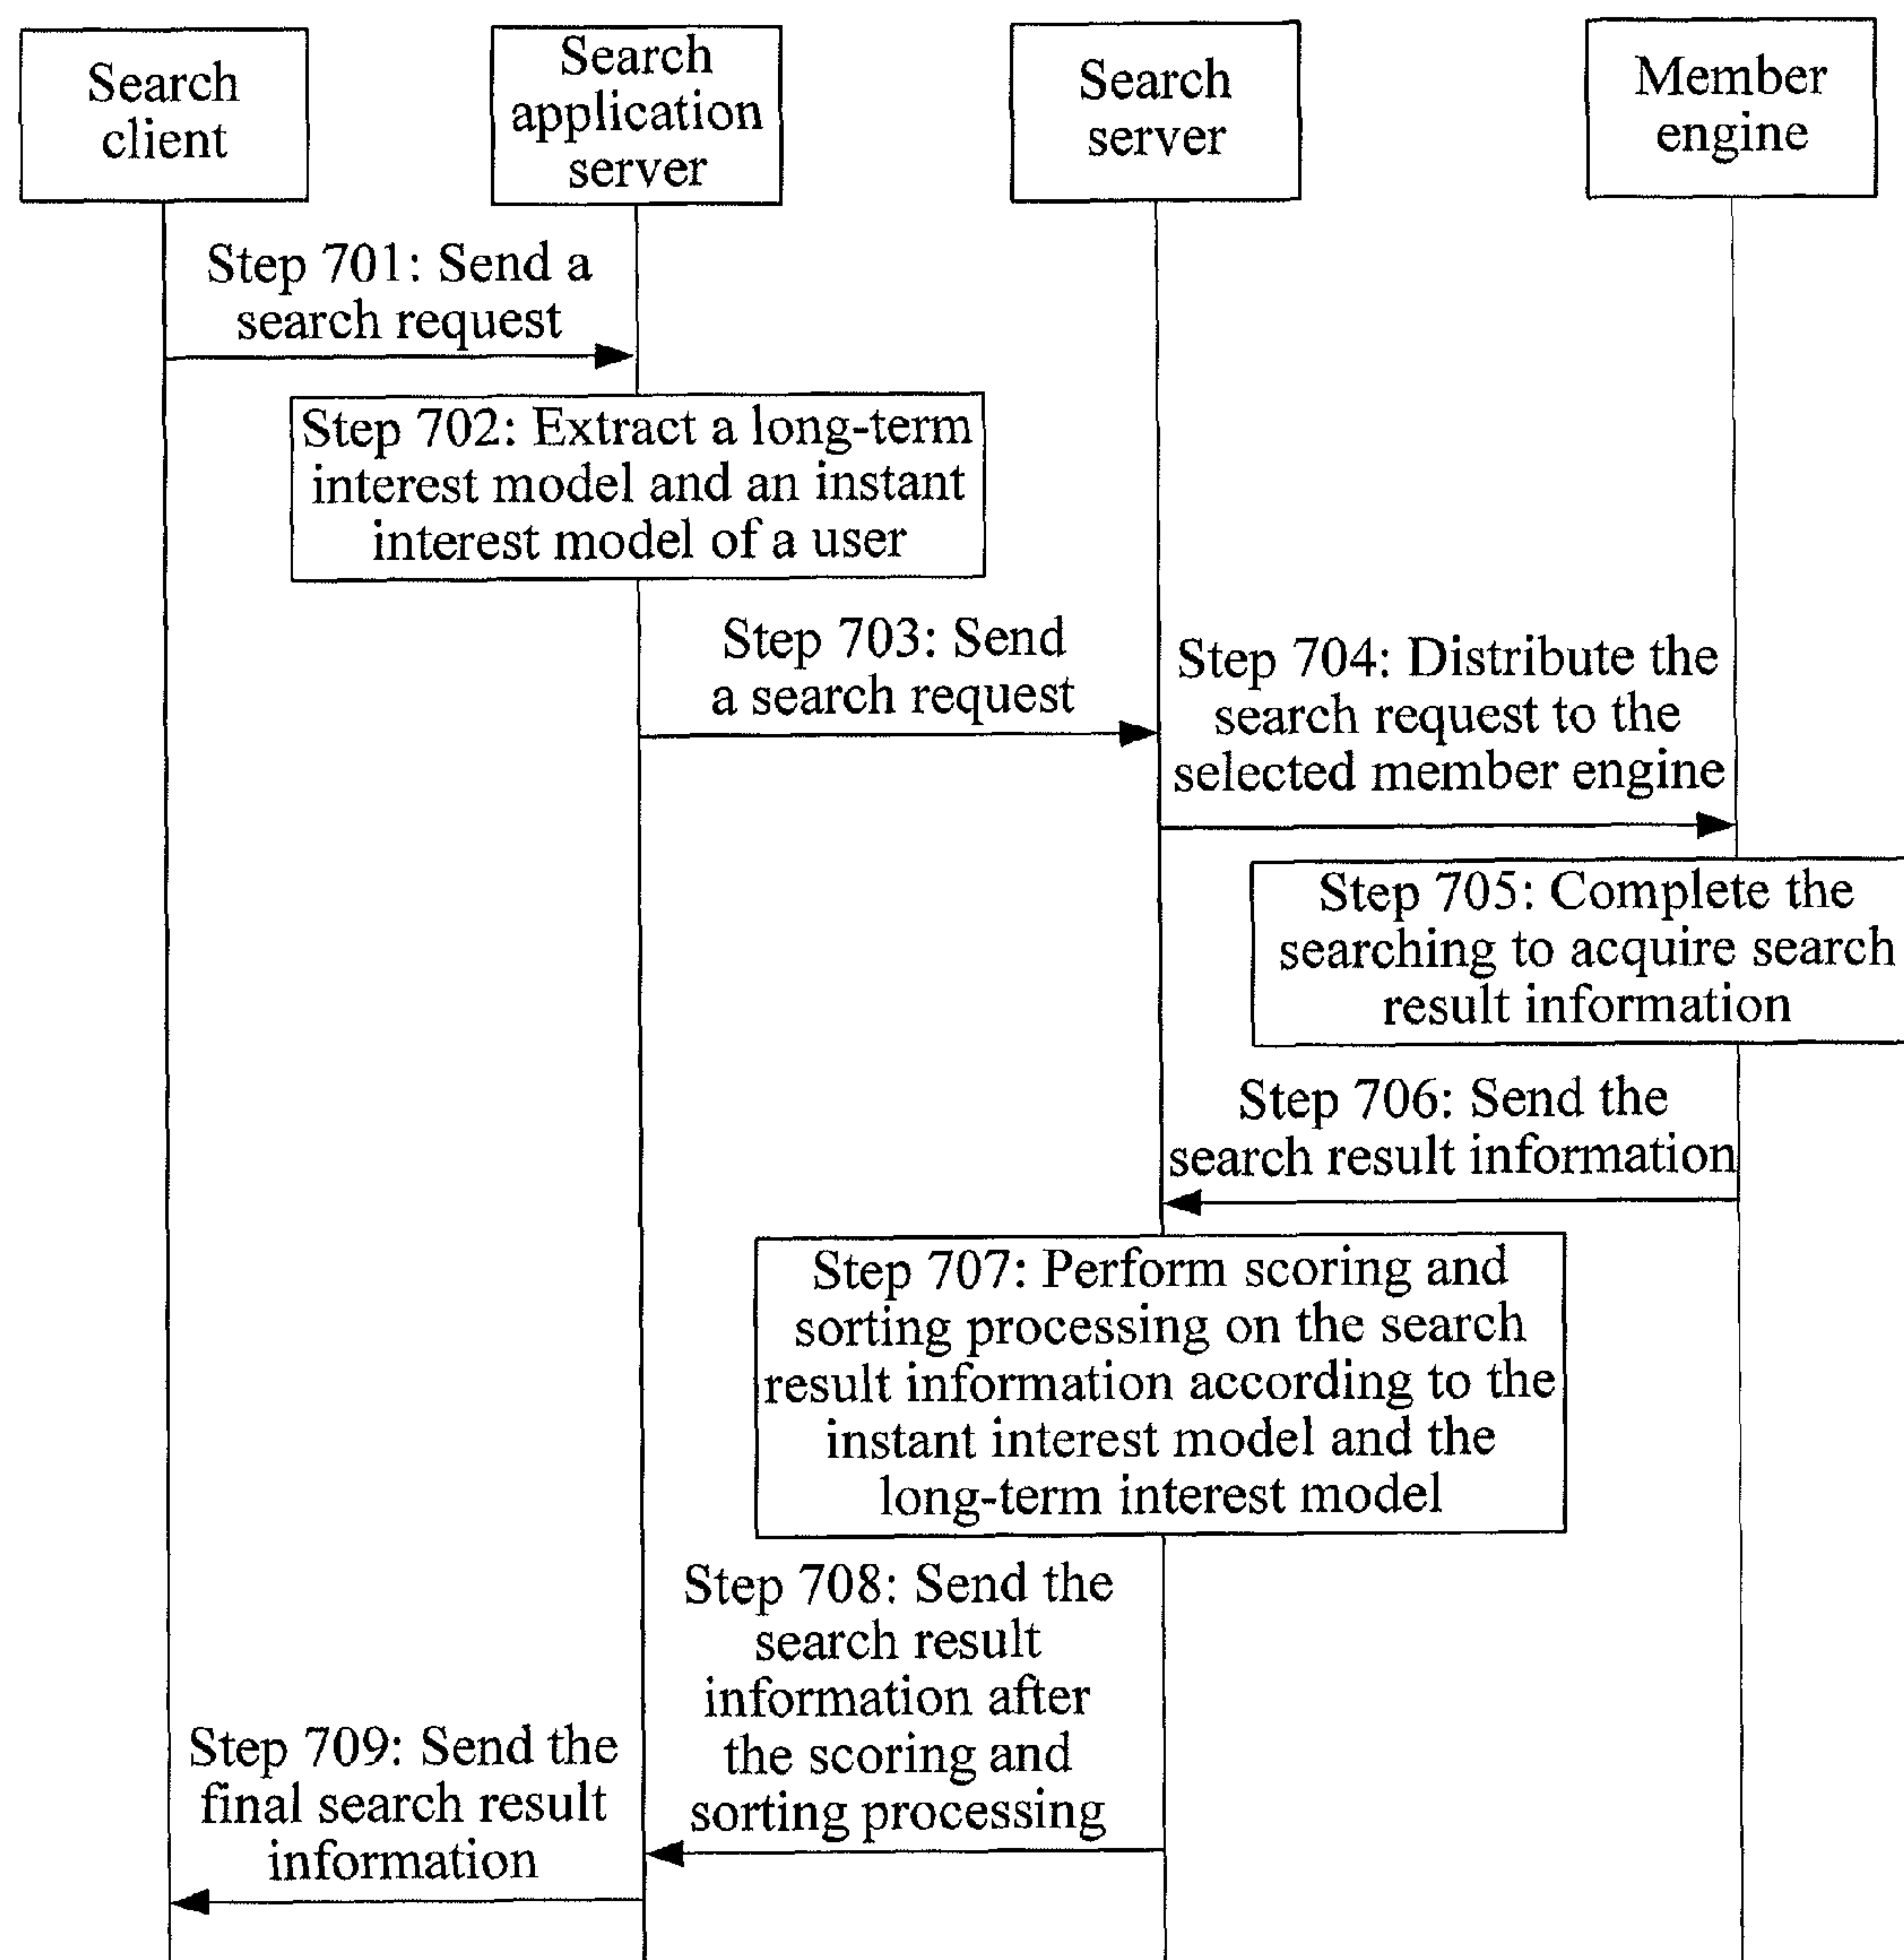 Search
client
Search
application
server
Search
server
Member
engine
Step 701: Send a
search request
Step 702: Extract a long-term
interest model and an instant
interest model of a user
Step 703: Send
a search request
Step 704: Distribute the
search request to the
selected member engine
Step 705: Complete the
searching to acquire search
result information
Step 706: Send the
search result information
Step 707: Perform scoring and
sorting processing on the search
result information according to the
instant interest model and the
long-term interest model
Step 708: Send the
search result
information after
the scoring and
sorting processing
Step 709: Send the
final search result
information